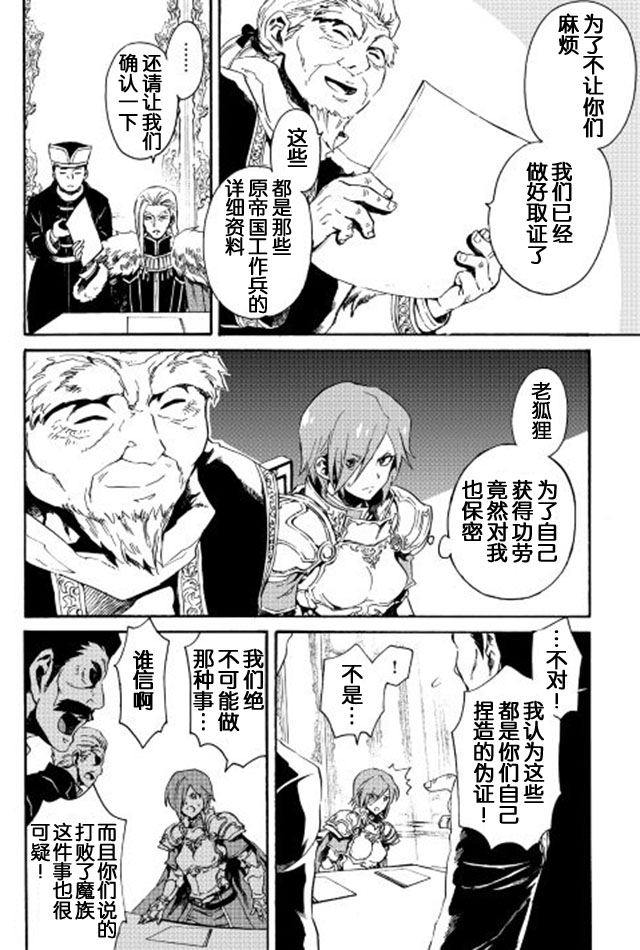 为了不让你们
麻烦
我们已经
做好取证了
这些
都是那些
原帝国工作兵的
详细资料
……
还请让我们
确认一下
老狐狸
为了自己
获得功劳
竟然对我
也保密
…不对！
我认为这些
都是你们自己
捏造的伪证！
！
不是…
我们绝
不可能做
那种事…
谁信啊
而且你们说的
打败了魔族
这件事也很
可疑！